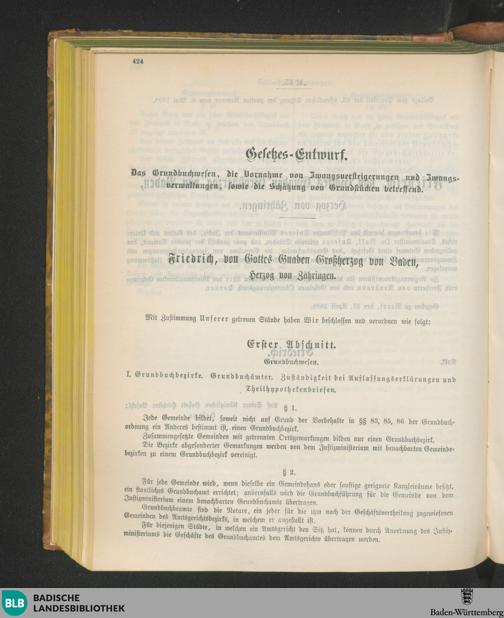 424
Gesetzes-Entwurf.
Das Grundbuchwesen, die Vornahme von Zwangsversteigerungen und Zwangs-
verwaltungen, sowie die Schätzung von Grundstücken betreffend.
Friedrich, von Gottes Gnaden Großherzog von Baden,
Herzog von Zähringen.
Mit Zustimmung Unserer getreuen Stände haben Wir beschlossen und verordnen wie folgt:
Erster Abschnitt.
Grundbuchwesen.
I. Grundbuchbezirke. Grundbuchämter. Zuständigkeit bei Auflassungserklärungen und
Theilhypothekenbriefen.
§ 1.
Jede Gemeinde bildet, soweit nicht auf Grund der Vorbehalte in §§ 83, 85, 86 der Grundbuch-
ordnung ein Anderes bestimmt ist, einen Grundbuchbezirk.
Zusammengesetzte Gemeinden mit getrennten Ortsgemarkungen bilden nur einen Grundbuchbezirk.
Die Bezirke abgesonderter Gemarkungen werden von dem Justizministerium mit benachbarten Gemeinde-
bezirken zu einem Grundbuchbezirk vereinigt.
§ 2.
Für jede Gemeinde wird, wenn dieselbe ein Gemeindehaus oder sonstige geeignete Kanzleiräume besitzt,
ein staatliches Grundbuchamt errichtet; andernfalls wird die Grundbuchführung für die Gemeinde von dem
Justizministerium einem benachbarten Grundbuchamte übertragen.
Grundbuchbeamte sind die Notare, ein jeder für die ihm nach der Geschäftsvertheilung zugewiesenen
Gemeinden des Amtsgerichtsbezirks, in welchem er angestellt ist.
Für diejenigen Städte, in welchen ein Amtsgericht den Sitz hat, können durch Anordnung des Justiz-
ministeriums die Geschäfte des Grundbuchamtes dem Amtsgerichte übertragen werden.
BLB BADISCHE
LANDESBIBLIOTHEK
Baden-Württemberg